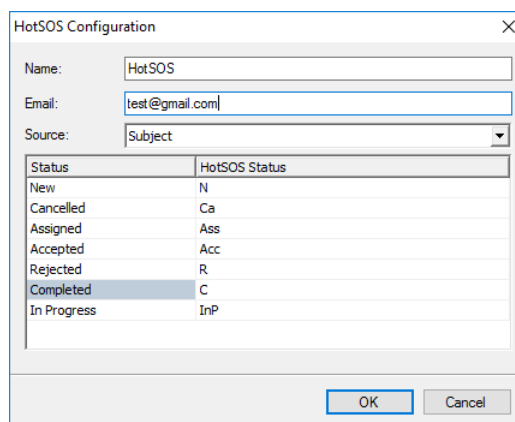 HotSOS Configuration
Name: HotSOS
Email: test@gmail.com
Source: Subject
Status HotSOS Status
New N
Cancelled Ca
Assigned Ass
Accepted Acc
Rejected R
Completed C
In Progress InP
OK Cancel